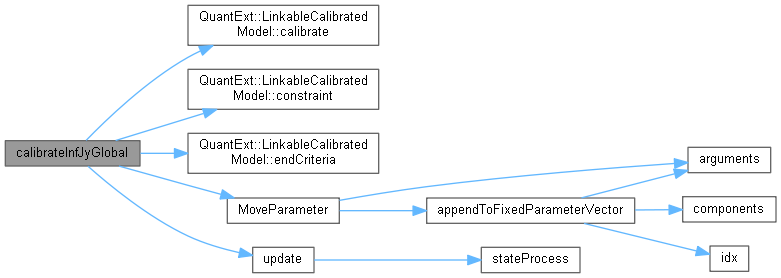 QuantExt::LinkableCalibrated
Model::calibrate
QuantExt::LinkableCalibrated
Model::constraint
calibrateInfJyGlobal
QuantExt::LinkableCalibrated
Model::endCriteria
arguments
MoveParameter
appendToFixedParameterVector
components
update
stateProcess
idx